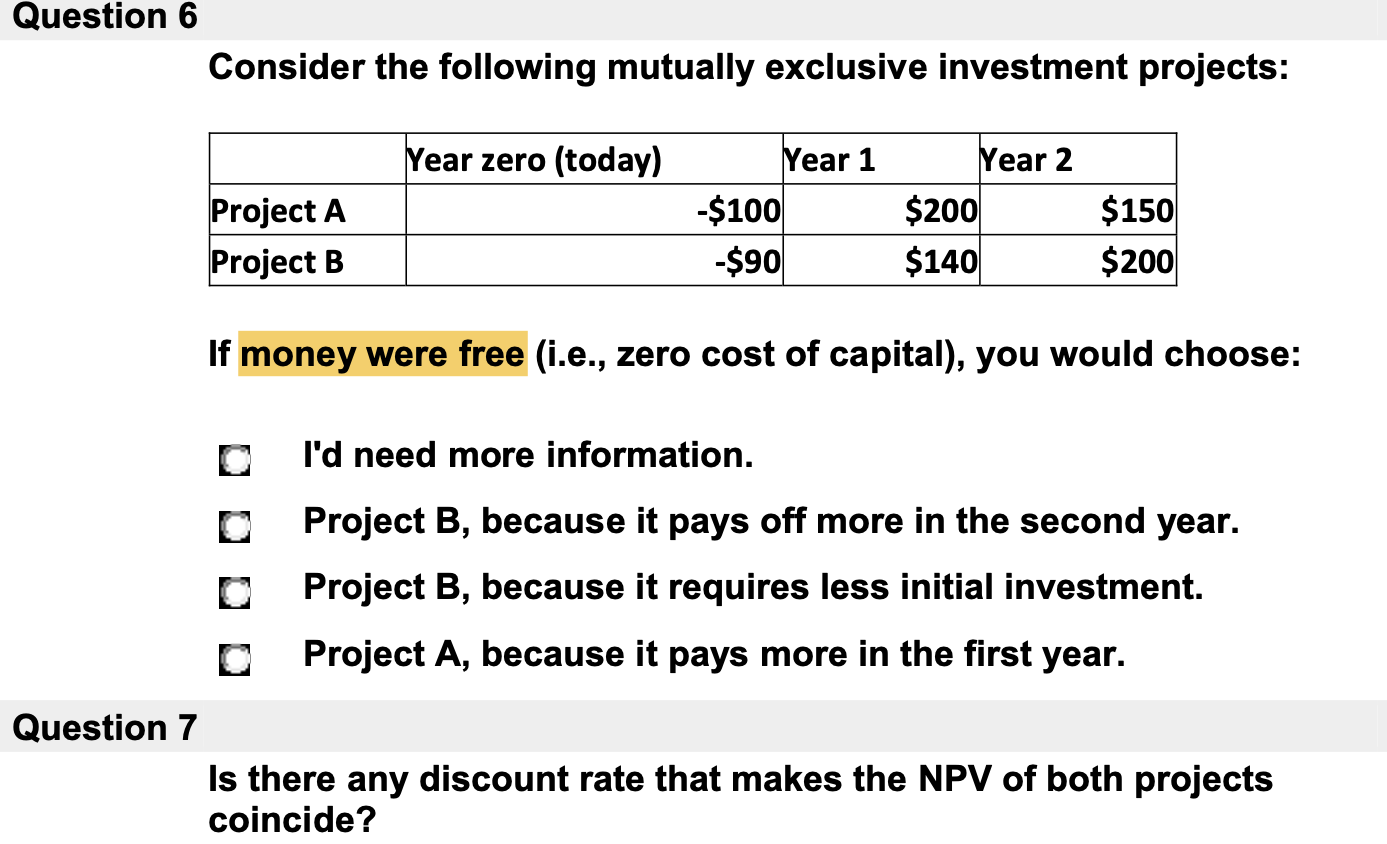 Question 6
Consider the following mutually exclusive investment projects:
Year zero (today) Year 1 Year 2
Project A -$100 $200 $150
Project B -$90 $140 $200
If money were free (i.e., zero cost of capital), you would choose:
I'd need more information.
Project B, because it pays off more in the second year.
Project B, because it requires less initial investment.
Project A, because it pays more in the first year.
Question 7
Is there any discount rate that makes the NPV of both projects
coincide?